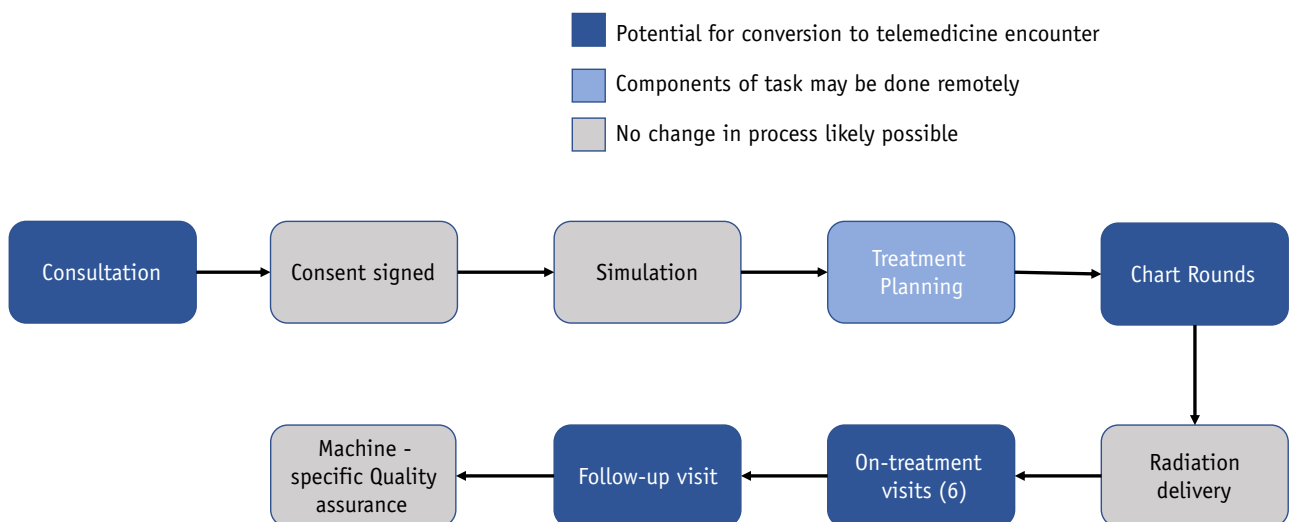 Potential for conversion to telemedicine encounter
Components of task may be done remotely
No change in process likely possible
Consultation
Consent signed
Simulation
Treatment
Planning
Chart Rounds
Machine -
specific Quality
assurance
Follow-up visit
On-treatment
visits (6)
Radiation
delivery